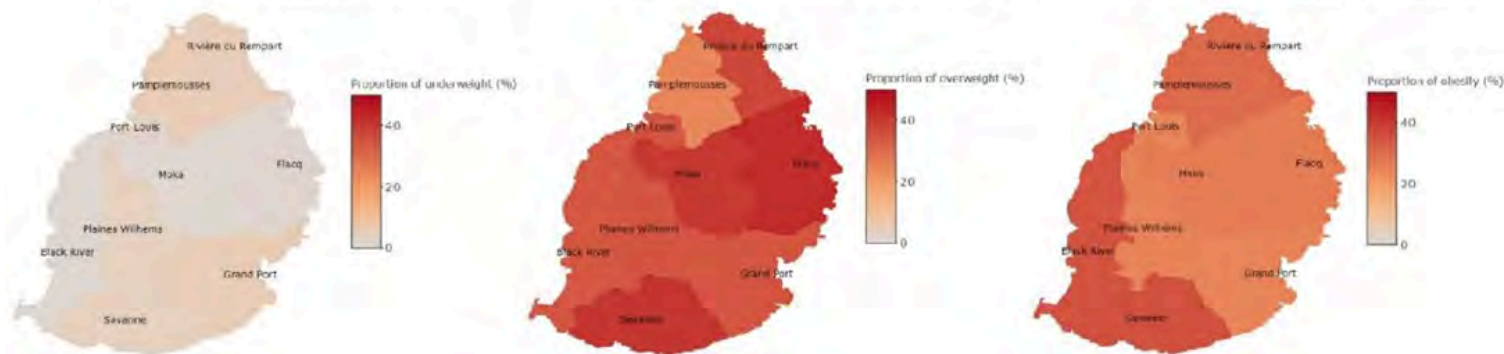 Rivière du Rempart
Pamplemousses
Port Louis
Flacq
Moka
Plaines Wilhems
Black River
Grand Port
Savanne
Proportion of underweight (%)
40
20
0
Rivière du Rempart
Pamplemousses
Port Louis
Flacq
Moka
Plaines Wilhems
Black River
Grand Port
Savanne
Proportion of overweight (%)
40
20
0
Rivière du Rempart
Pamplemousses
Port Louis
Flacq
Moka
Plaines Wilhems
Black River
Grand Port
Savanne
Proportion of obesity (%)
40
20
0